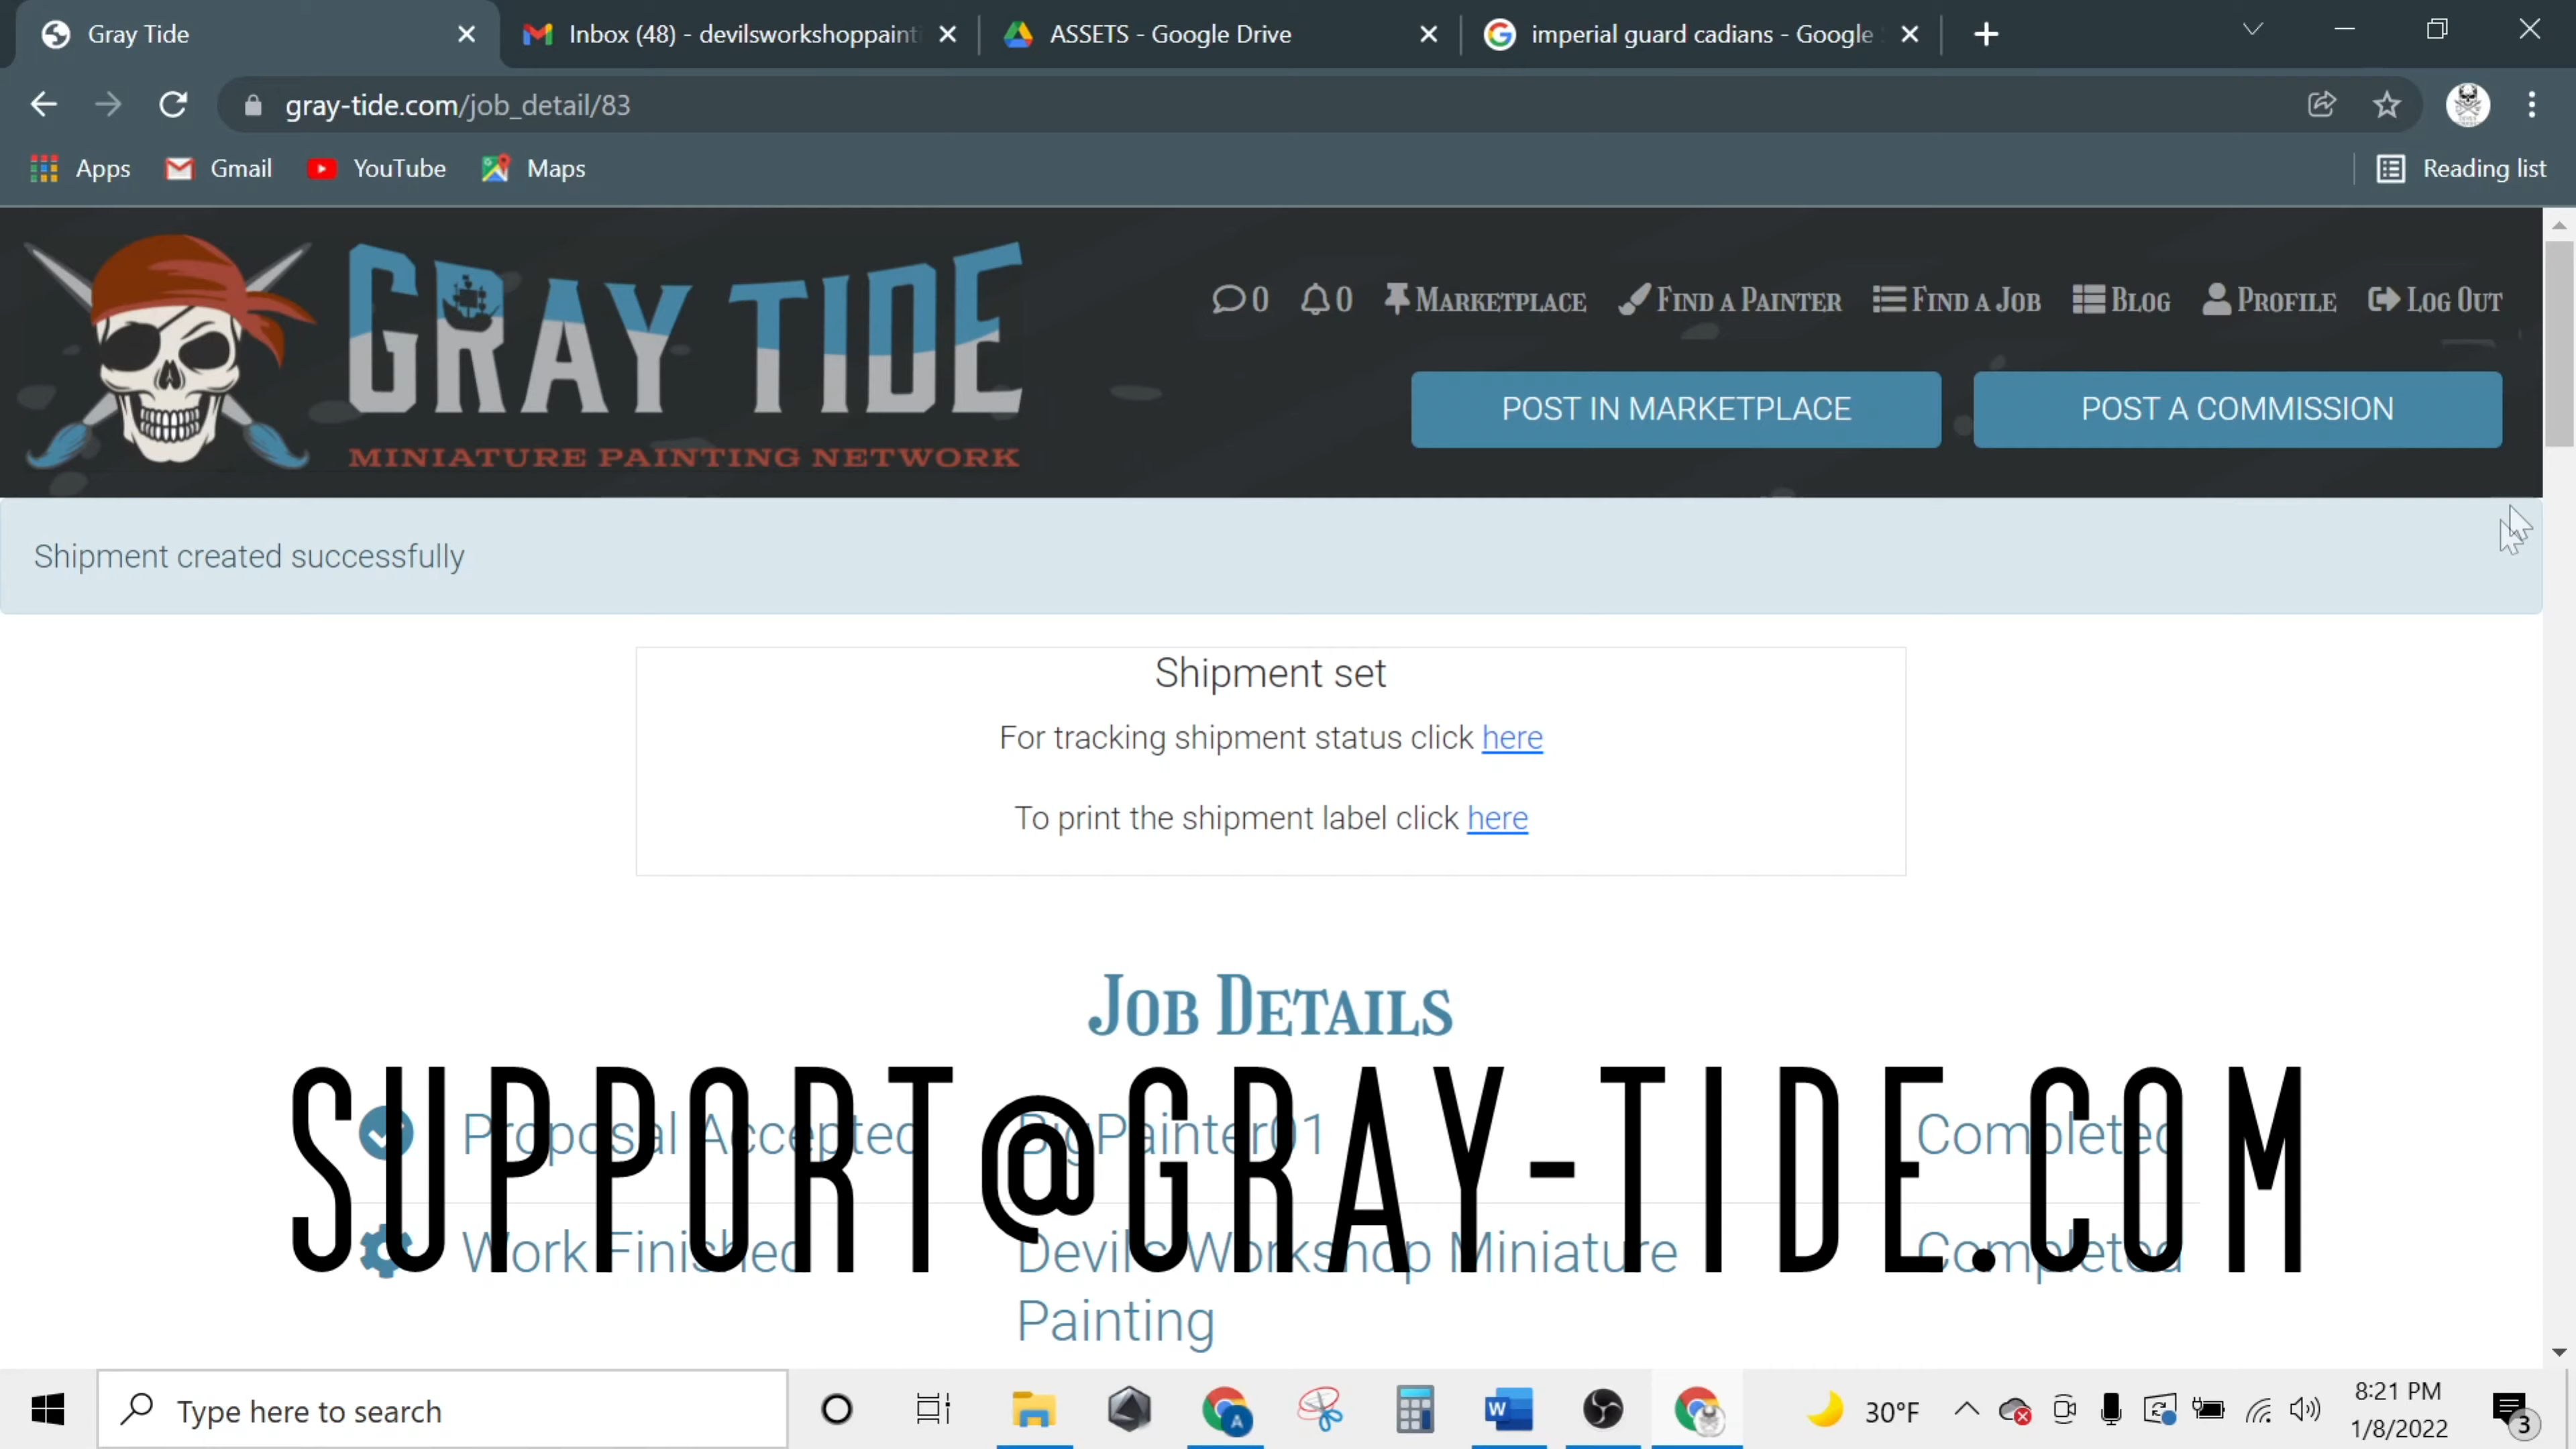 Gray Tide
Inbox (48) - devilsworkshoppaint
ASSETS - Google Drive
imperial guard cadians - Google
gray-tide.com/job_detail/83
Apps
Gmail
YouTube
Maps
Reading list
GRAY TIDE
MINIATURE PAINTING NETWORK
0
0
Marketplace
Find a Painter
Find a Job
Blog
Profile
Log Out
POST IN MARKETPLACE
POST A COMMISSION
Shipment created successfully
Shipment set
For tracking shipment status click here
To print the shipment label click here
Job Details
SUPPORT@GRAY-TIDE.COM
Proposal Accepted
BigPainter01
Completed
Work Finished
Devils Workshop Miniature
Painting
Completed
Type here to search
A
W
30°F
8:21 PM
1/8/2022
3